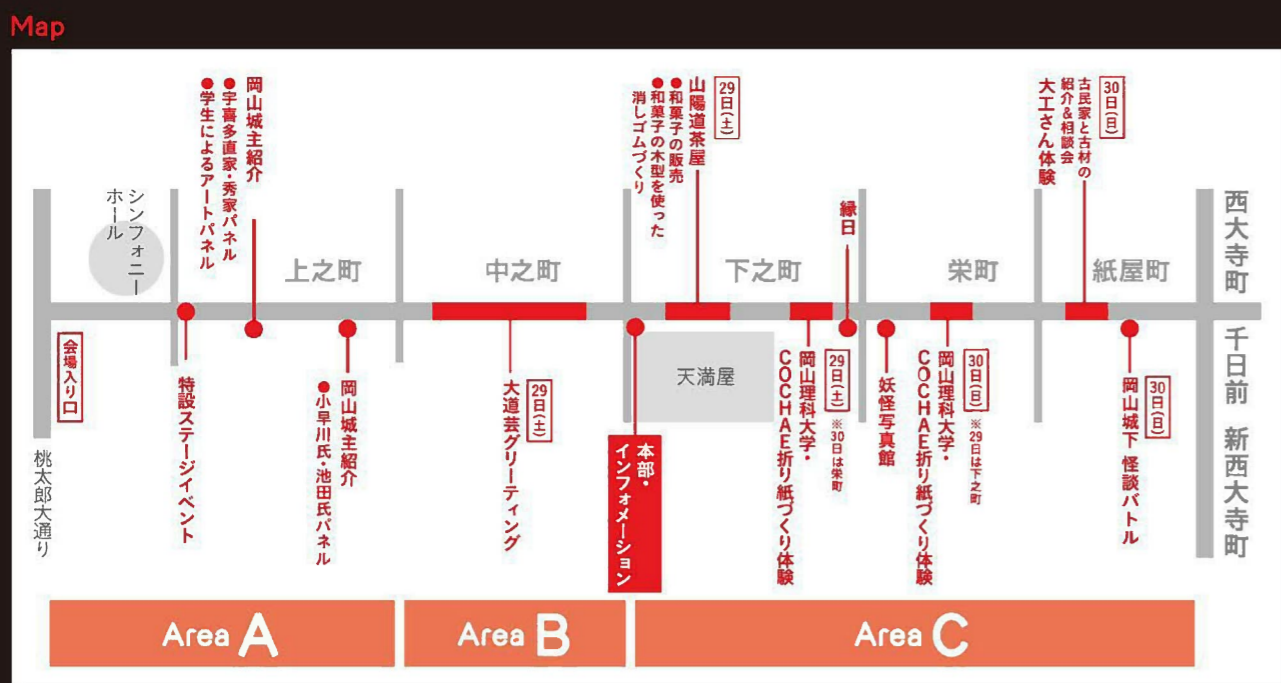 Map
岡山城主紹介
●宇喜多直家・秀家パネル
●学生によるアートパネル
29日(土)
山陽道茶屋
●和菓子の販売
●和菓子の木型を使った
消しゴムづくり
30日(日)
古民家と古材の
紹介&相談会
大工さん体験
シンフォニー
ホール
上之町
中之町
下之町
縁日
栄町
紙屋町
西大寺町
会場入り口
桃太郎大通り
特設ステージイベント
岡山城主紹介
●小早川氏・池田氏パネル
29日(土)
大道芸グリーティング
本部・
インフォメーション
天満屋
29日(土)
※30日は栄町
岡山理科大学・
COCHAE折り紙づくり体験
妖怪写真館
30日(日)
※29日は下之町
岡山理科大学・
COCHAE折り紙づくり体験
30日(日)
岡山城下 怪談バトル
千日前 新西大寺町
Area A
Area B
Area C